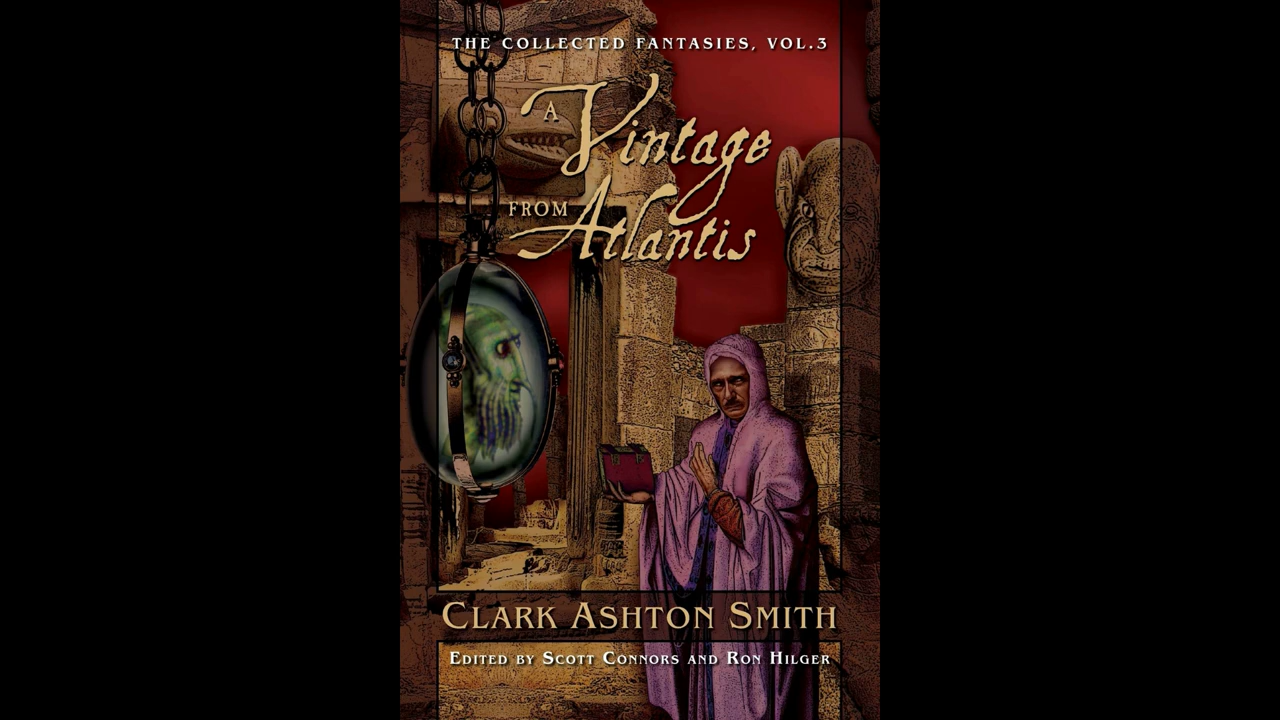 THE COLLECTED FANTASIES, VOL.3
A Vintage
FROM Atlantis
CLARK ASHTON SMITH
EDITED BY SCOTT CONNORS AND RON HILGER